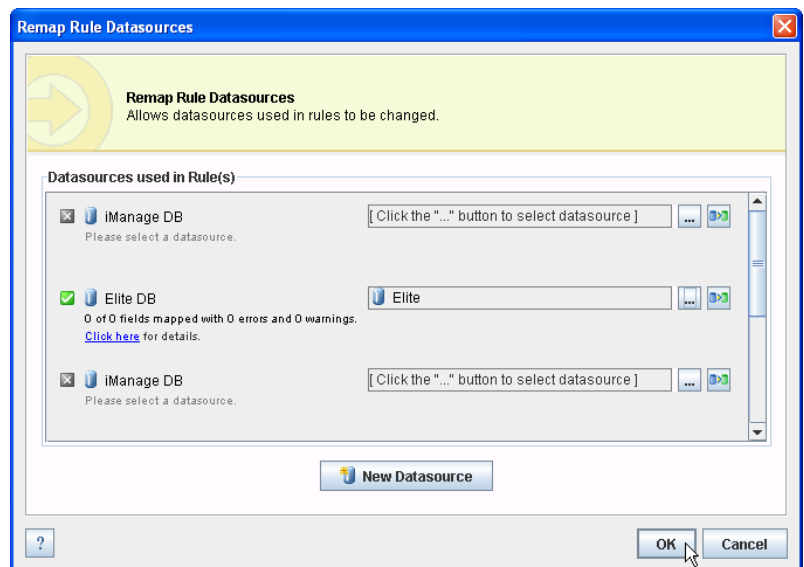 Remap Rule Datasources
Remap Rule Datasources
Allows datasources used in rules to be changed.
Datasources used in Rule(s)
iManage DB
[ Click the "..." button to select datasource ]
...
Please select a datasource.
Elite DB
Elite
...
0 of 0 fields mapped with 0 errors and 0 warnings.
Click here for details.
iManage DB
[ Click the "..." button to select datasource ]
...
Please select a datasource.
New Datasource
?
OK
Cancel